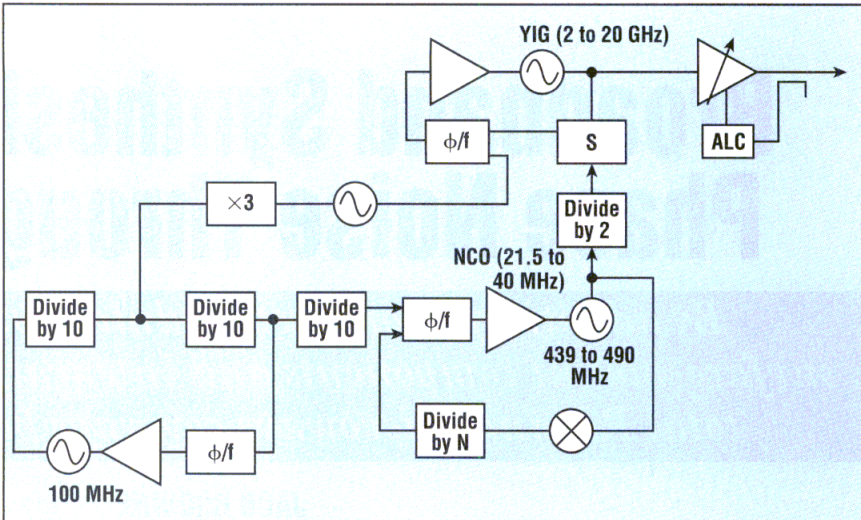 YIG (2 to 20 GHz)
ϕ/f
S
ALC
×3
Divide
by 2
NCO (21.5 to
40 MHz)
Divide
by 10
Divide
by 10
Divide
by 10
ϕ/f
439 to 490
MHz
Divide
by N
ϕ/f
100 MHz